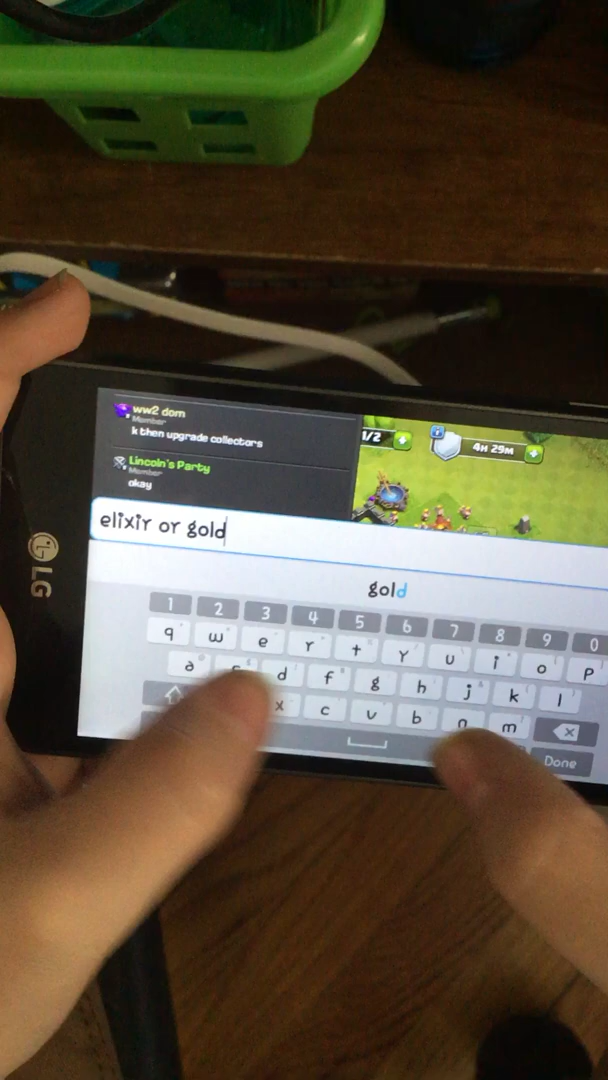 ww2 dom
Member
k then upgrade collectors
Lincoln's Party
Member
okay
1/2
4H 29M
elixir or gold
gold
LG
1 2 3 4 5 6 7 8 9 0
q w e r t y u i o p
a s d f g h j k l
x c v b n m
Done